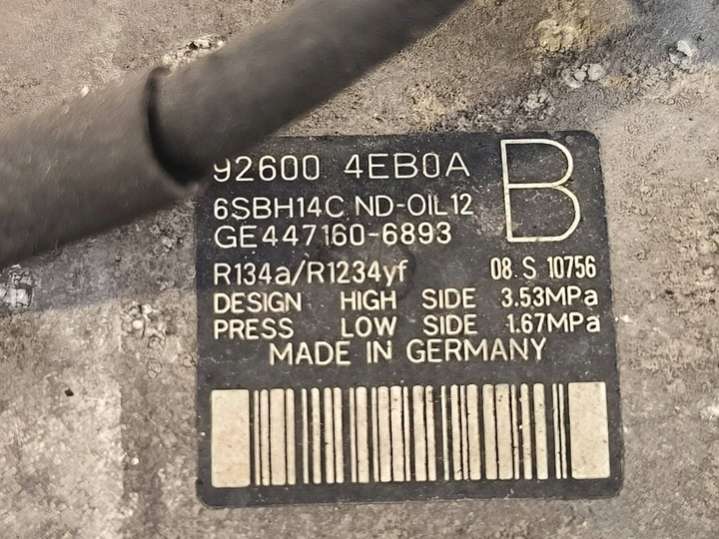 92600 4EB0A
B
6SBH14C ND-OIL12
GE447160-6893
R134a/R1234yf 08.S 10756
DESIGN HIGH SIDE 3.53MPa
PRESS LOW SIDE 1.67MPa
MADE IN GERMANY